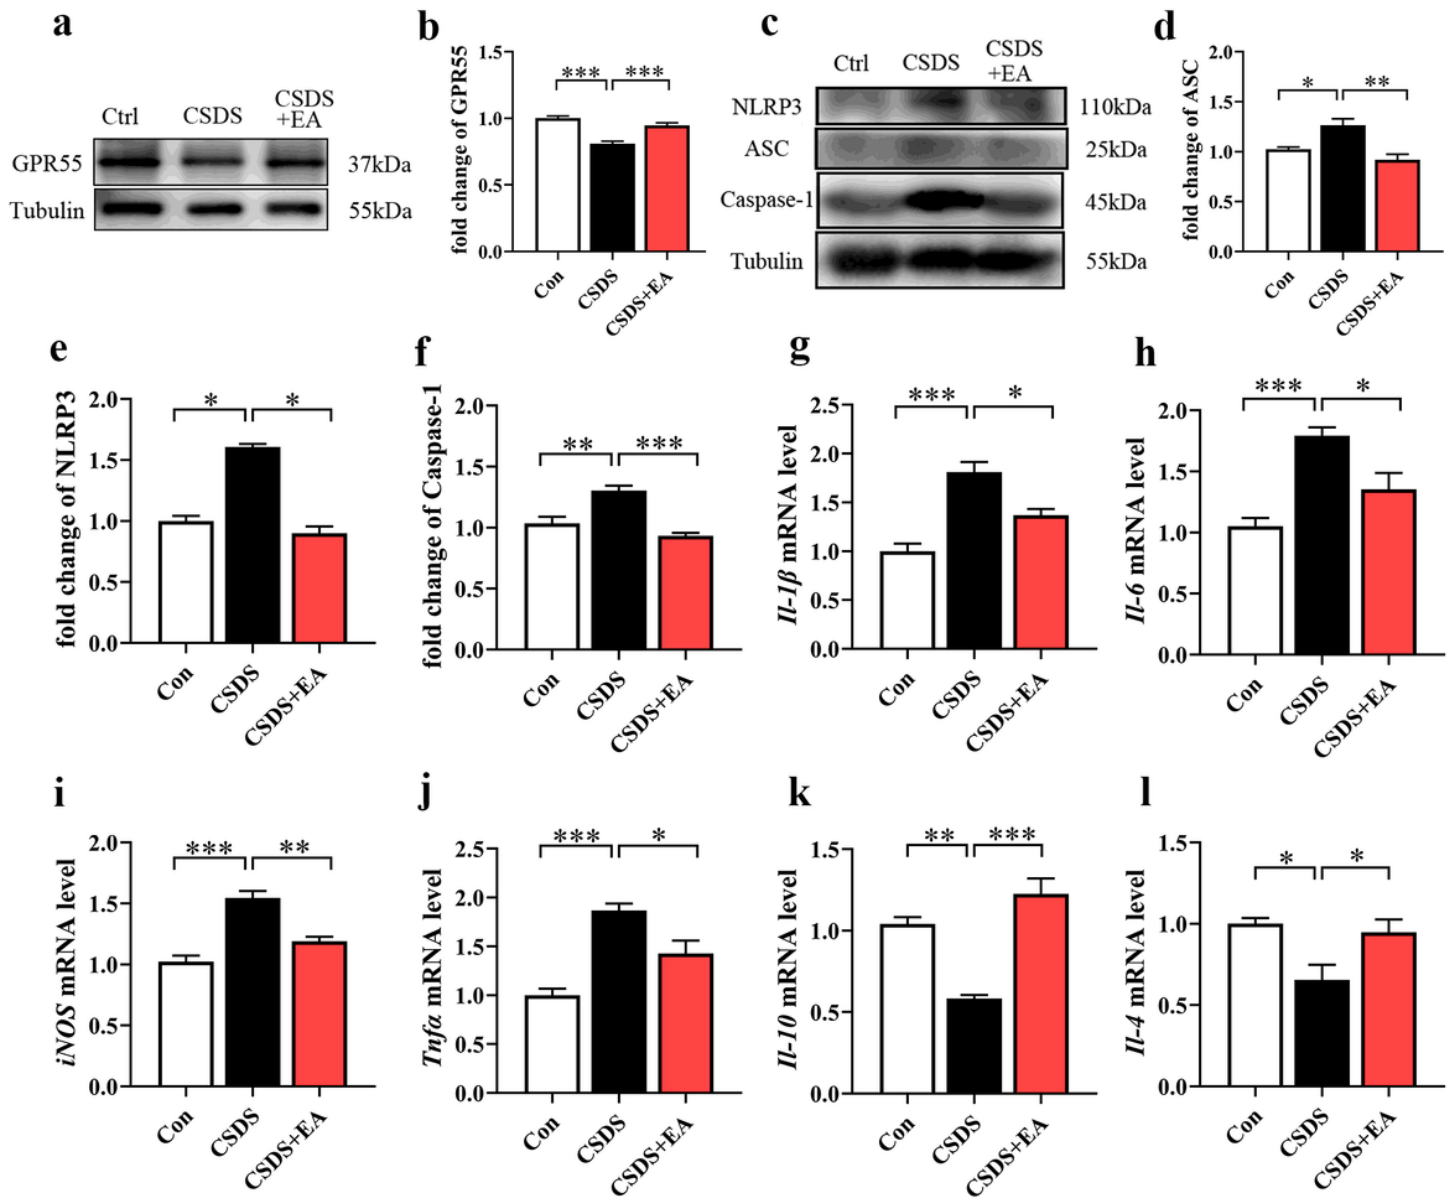 a
Ctrl
CSDS
CSDS
+EA
GPR55
37kDa
Tubulin
55kDa
b
fold change of GPR55
1.5
1.0
0.5
0.0
***
***
Con
CSDS
CSDS+EA
c
Ctrl
CSDS
CSDS
+EA
NLRP3
110kDa
ASC
25kDa
Caspase-1
45kDa
Tubulin
55kDa
d
fold change of ASC
2.0
1.5
1.0
0.5
0.0
*
**
Con
CSDS
CSDS+EA
e
fold change of NLRP3
2.0
1.5
1.0
0.5
0.0
*
*
Con
CSDS
CSDS+EA
f
fold change of Caspase-1
2.0
1.5
1.0
0.5
0.0
**
***
Con
CSDS
CSDS+EA
g
Il-1β mRNA level
2.5
2.0
1.5
1.0
0.5
0.0
***
*
Con
CSDS
CSDS+EA
h
Il-6 mRNA level
2.0
1.5
1.0
0.5
0.0
***
*
Con
CSDS
CSDS+EA
i
iNOS mRNA level
2.0
1.5
1.0
0.5
0.0
***
**
Con
CSDS
CSDS+EA
j
Tnfα mRNA level
2.5
2.0
1.5
1.0
0.5
0.0
***
*
Con
CSDS
CSDS+EA
k
Il-10 mRNA level
1.5
1.0
0.5
0.0
**
***
Con
CSDS
CSDS+EA
l
Il-4 mRNA level
1.5
1.0
0.5
0.0
*
*
Con
CSDS
CSDS+EA